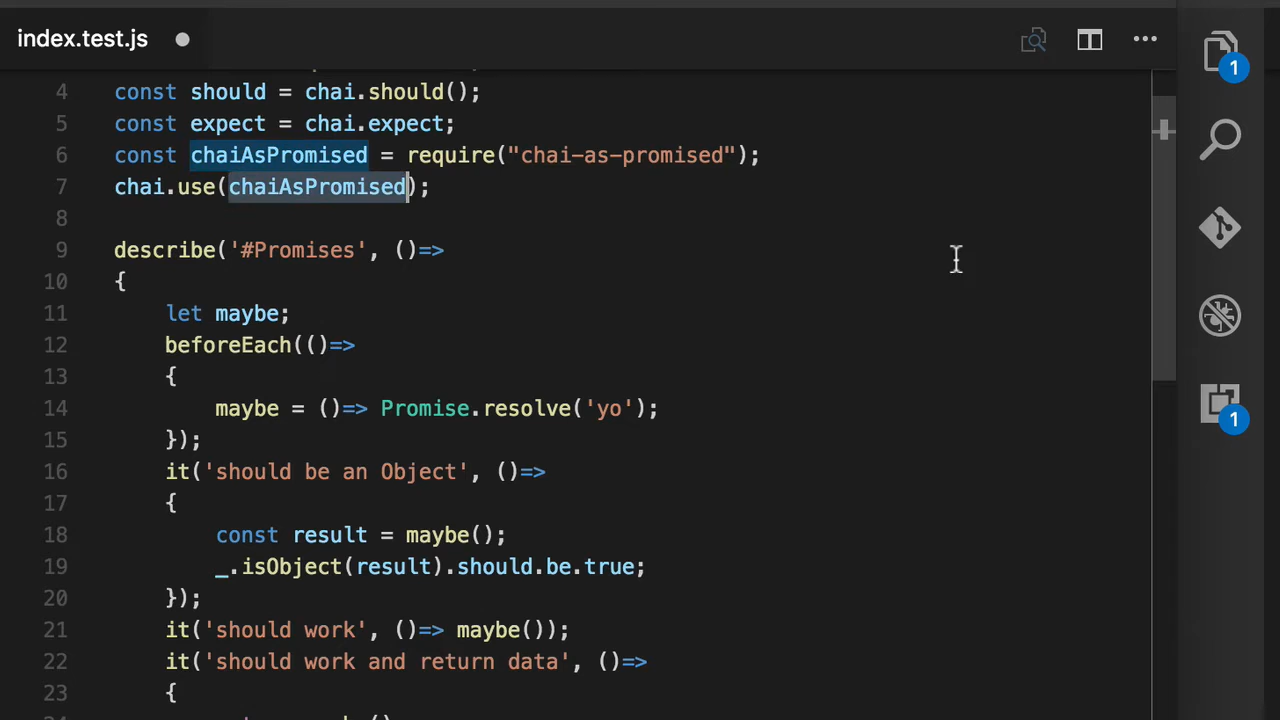 index.test.js
4 const should = chai.should();
5 const expect = chai.expect;
6 const chaiAsPromised = require("chai-as-promised");
7 chai.use(chaiAsPromised);
8
9 describe('#Promises', ()=>
10 {
11 let maybe;
12 beforeEach(()=>
13 {
14 maybe = ()=> Promise.resolve('yo');
15 });
16 it('should be an Object', ()=>
17 {
18 const result = maybe();
19 _.isObject(result).should.be.true;
20 });
21 it('should work', ()=> maybe());
22 it('should work and return data', ()=>
23 {
1
1